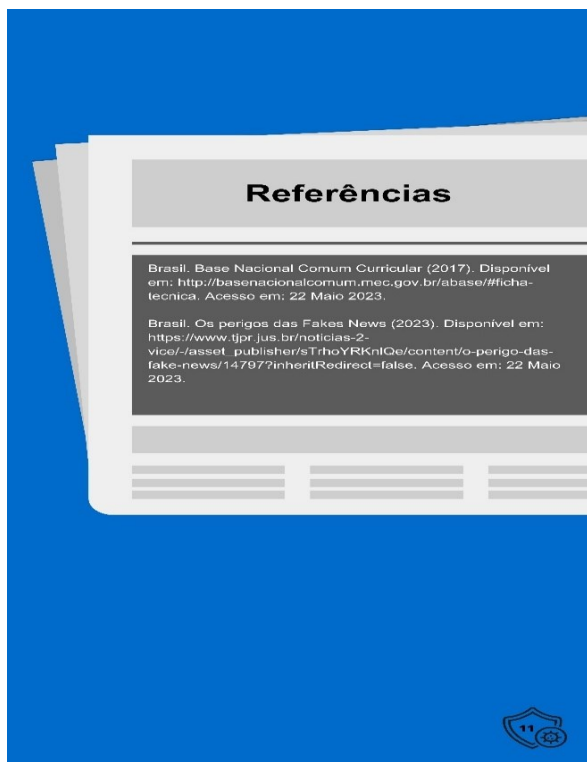 Referências
Brasil. Base Nacional Comum Curricular (2017). Disponível
em: http://basenacionalcomum.mec.gov.br/abase/#ficha-
tecnica. Acesso em: 22 Maio 2023.
Brasil. Os perigos das Fakes News (2023). Disponível em:
https://www.tjpr.jus.br/noticias-2-
vice/-/asset_publisher/sTrhoYRKnlQe/content/o-perigo-das-
fake-news/14797?inheritRedirect=false. Acesso em: 22 Maio
2023.
11